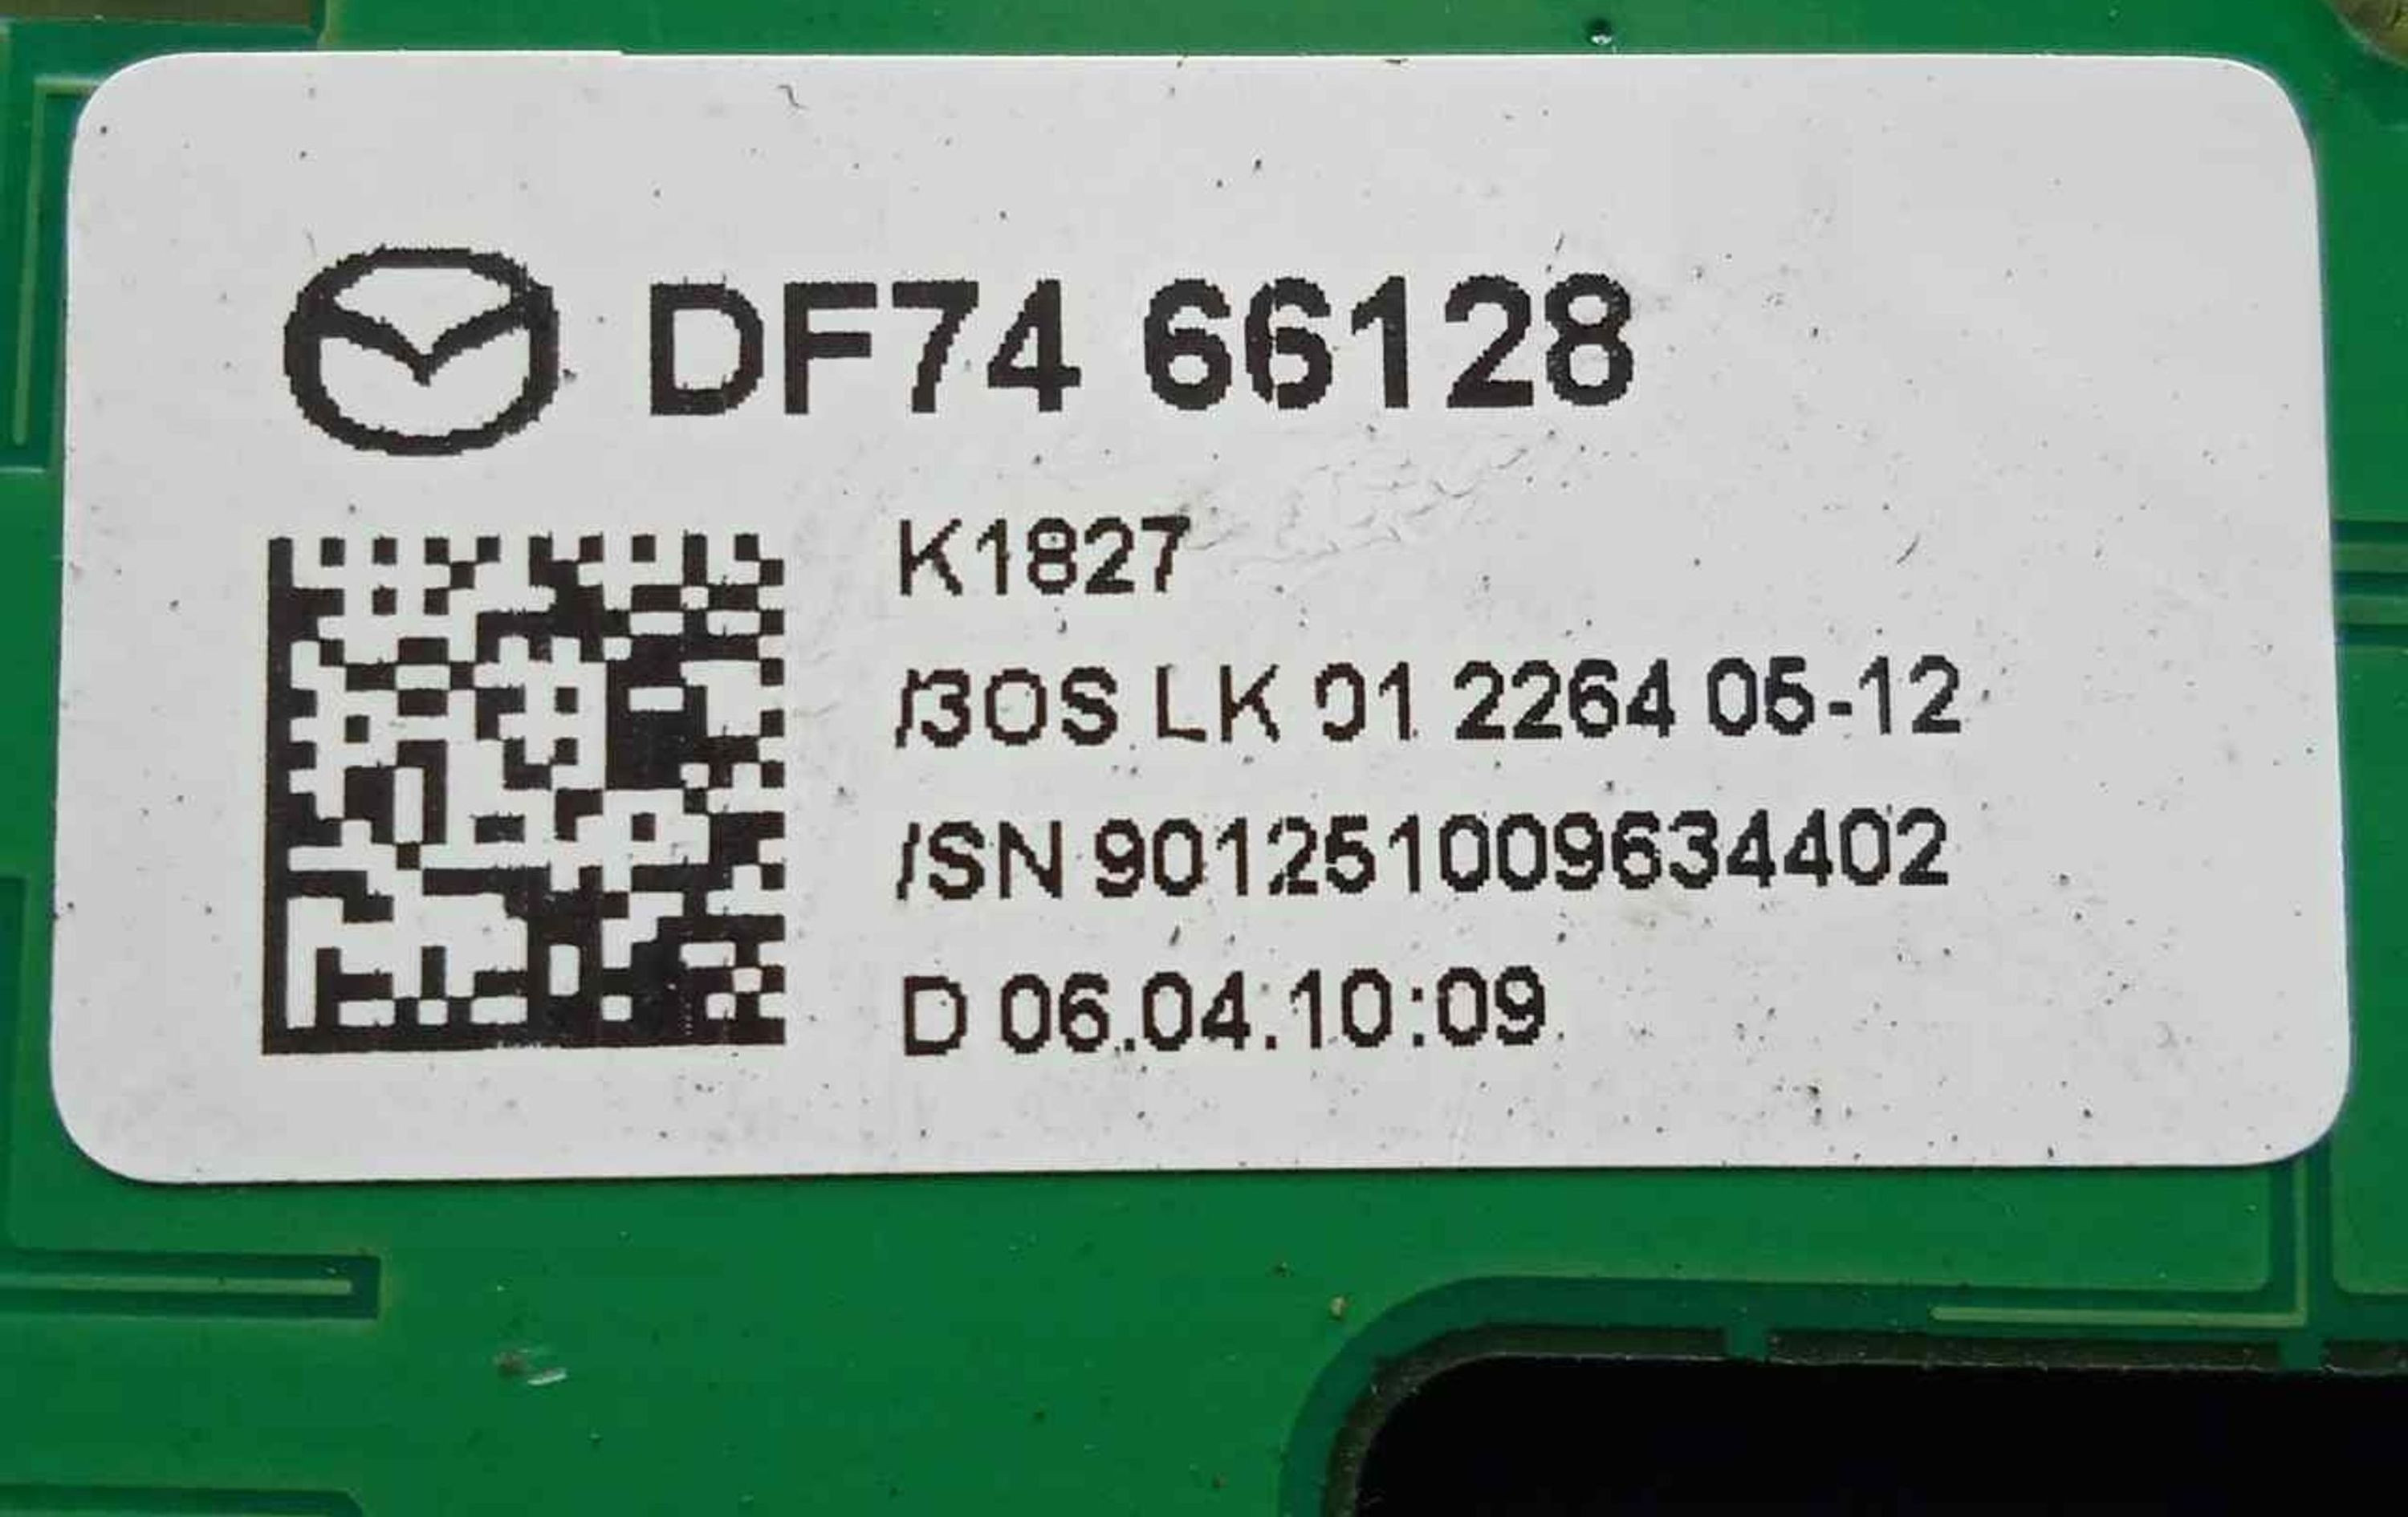 DF74 66128
K1827
/3OS LK 01 2264 05-12
/SN 901251009634402
D 06.04.10:09